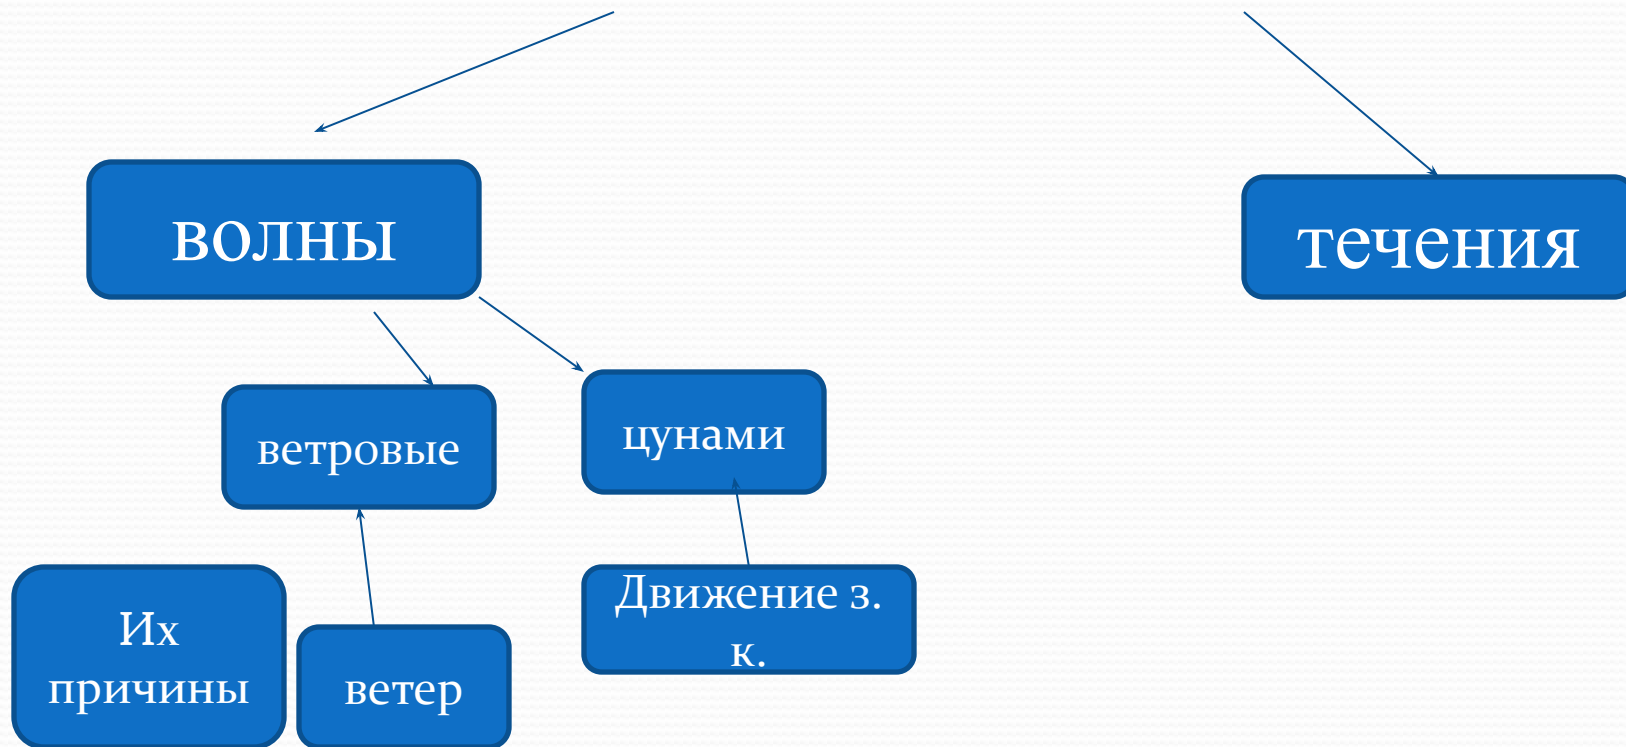 волны
течения
ветровые
цунами
Их
причины
ветер
Движение з.
к.